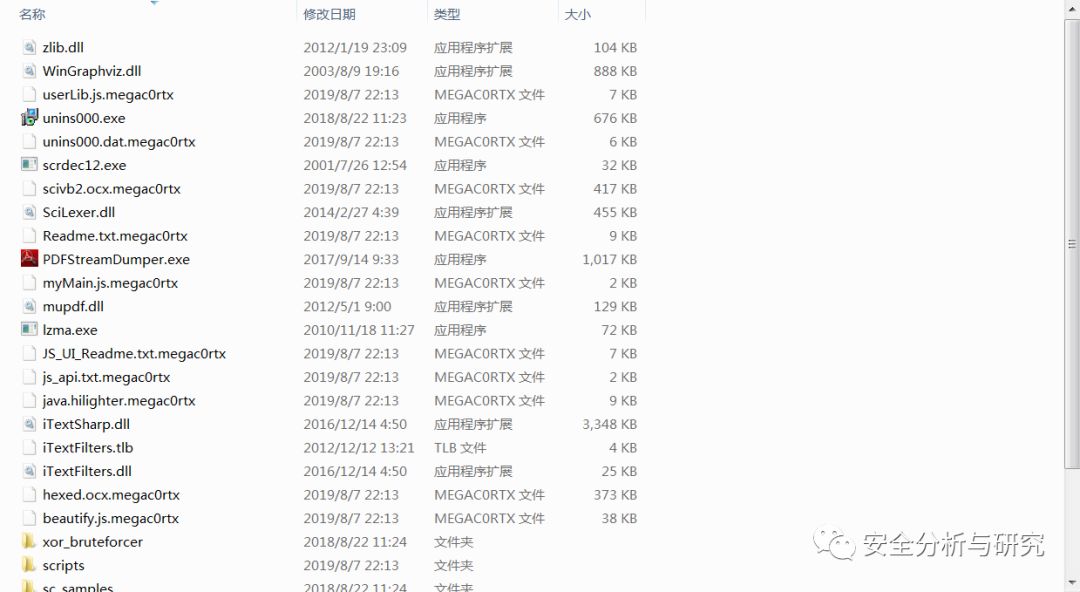 名称 修改日期 类型 大小
zlib.dll 2012/1/19 23:09 应用程序扩展 104 KB
WinGraphviz.dll 2003/8/9 19:16 应用程序扩展 888 KB
userLib.js.megac0rtx 2019/8/7 22:13 MEGAC0RTX 文件 7 KB
unins000.exe 2018/8/22 11:23 应用程序 676 KB
unins000.dat.megac0rtx 2019/8/7 22:13 MEGAC0RTX 文件 6 KB
scrdec12.exe 2001/7/26 12:54 应用程序 32 KB
scivb2.ocx.megac0rtx 2019/8/7 22:13 MEGAC0RTX 文件 417 KB
SciLexer.dll 2014/2/27 4:39 应用程序扩展 455 KB
Readme.txt.megac0rtx 2019/8/7 22:13 MEGAC0RTX 文件 9 KB
PDFStreamDumper.exe 2017/9/14 9:33 应用程序 1,017 KB
myMain.js.megac0rtx 2019/8/7 22:13 MEGAC0RTX 文件 2 KB
mupdf.dll 2012/5/1 9:00 应用程序扩展 129 KB
lzma.exe 2010/11/18 11:27 应用程序 72 KB
JS_UI_Readme.txt.megac0rtx 2019/8/7 22:13 MEGAC0RTX 文件 7 KB
js_api.txt.megac0rtx 2019/8/7 22:13 MEGAC0RTX 文件 2 KB
java.hilighter.megac0rtx 2019/8/7 22:13 MEGAC0RTX 文件 9 KB
iTextSharp.dll 2016/12/14 4:50 应用程序扩展 3,348 KB
iTextFilters.tlb 2012/12/12 13:21 TLB 文件 4 KB
iTextFilters.dll 2016/12/14 4:50 应用程序扩展 25 KB
hexed.ocx.megac0rtx 2019/8/7 22:13 MEGAC0RTX 文件 373 KB
beautify.js.megac0rtx 2019/8/7 22:13 MEGAC0RTX 文件 38 KB
xor_bruteforcer 2018/8/22 11:24 文件夹
scripts 2019/8/7 22:13 文件夹
sc_samples 2018/8/22 11:24 文件夹
安全分析与研究